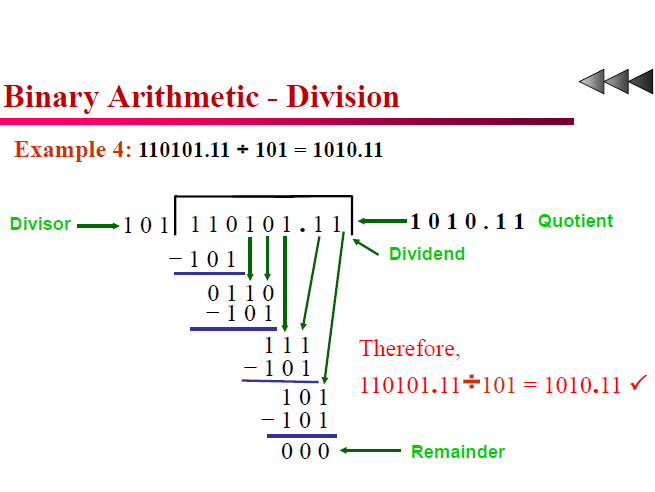 Binary Arithmetic - Division
Example 4: 110101.11 ÷ 101 = 1010.11
Divisor 1 0 1 1 1 0 1 0 1 . 1 1 1 0 1 0 . 1 1 Quotient
Dividend
− 1 0 1
0 1 1 0
− 1 0 1
1 1 1
− 1 0 1
Therefore,
110101.11÷101 = 1010.11 ✓
1 0 1
− 1 0 1
0 0 0 Remainder